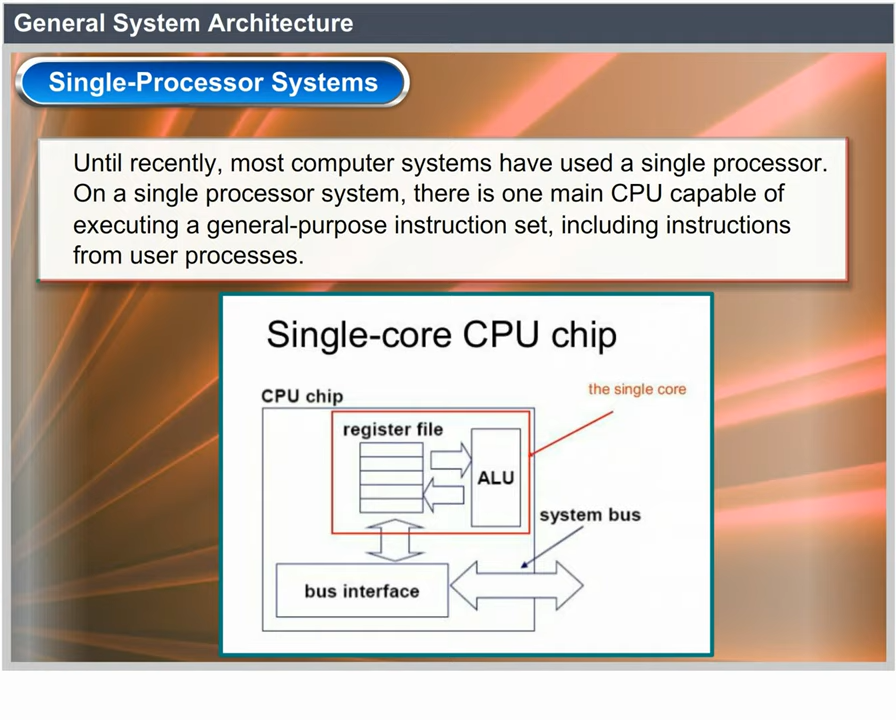 General System Architecture
Single-Processor Systems
Until recently, most computer systems have used a single processor.
On a single processor system, there is one main CPU capable of
executing a general-purpose instruction set, including instructions
from user processes.
Single-core CPU chip
the single core
CPU chip
register file
ALU
system bus
bus interface